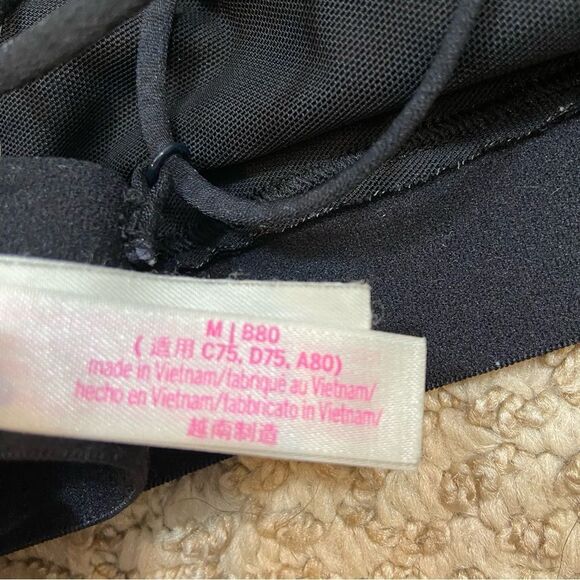 M | B80
( 适用 C75, D75, A80)
made in Vietnam/fabriqué au Vietnam/
hecho en Vietnam/fabbricato in Vietnam/
越南制造